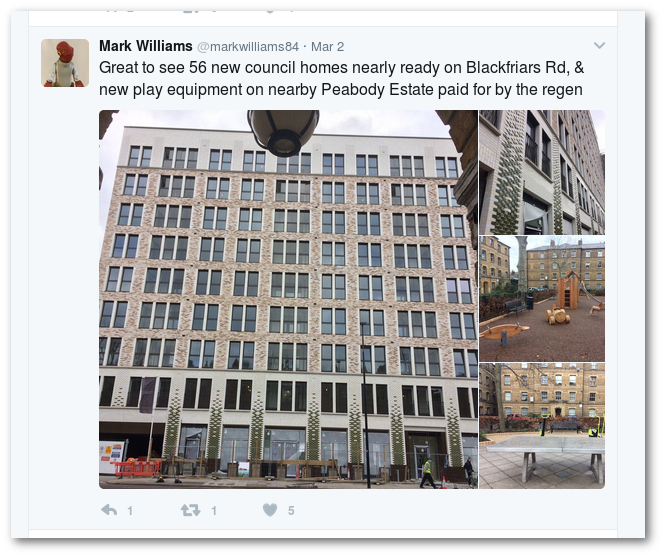 Mark Williams @markwilliams84 · Mar 2
Great to see 56 new council homes nearly ready on Blackfriars Rd, &
new play equipment on nearby Peabody Estate paid for by the regen
1 1 5